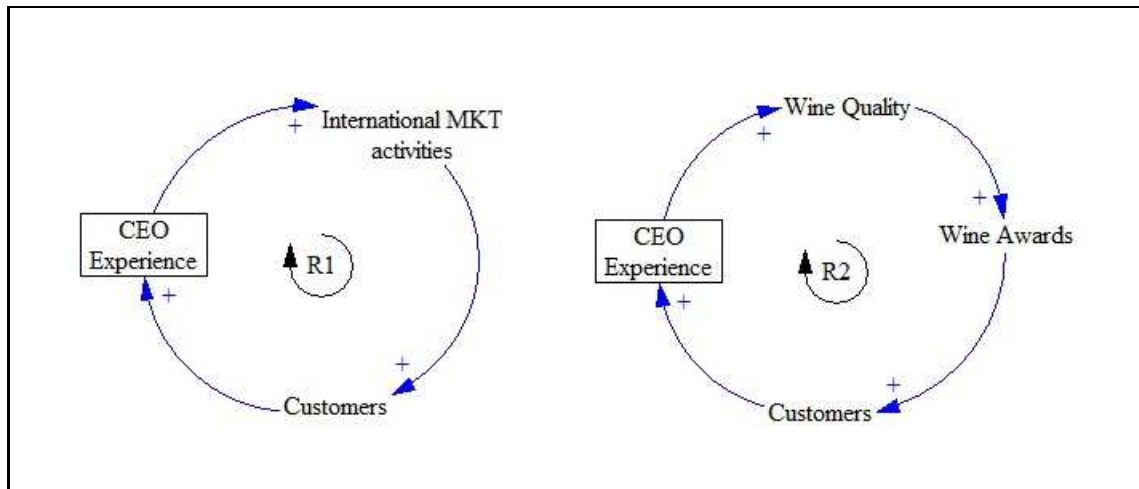 +
International MKT
activities
CEO
Experience
R1
+
+
Customers
Wine Quality
+
+
Wine Awards
CEO
Experience
R2
+
+
Customers